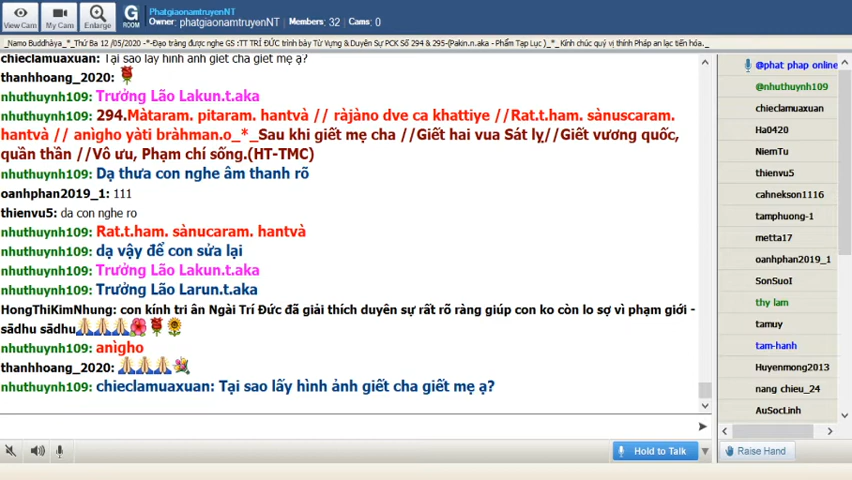 PhatgiaonamtruyenNT
Owner: phatgiaonamtruyenNT Members: 32 Cams: 0
View Cam My Cam Enlarge G ROOM
_Namo Buddhàya_*_Thứ Ba 12 /05/2020 -*-Đạo tràng được nghe GS :TT TRÍ ĐỨC trình bày Từ Vựng & Duyên Sự PCK Số 294 & 295-(Pakin.n.aka - Phẩm Tạp Lục )_*_Kính chúc quý vị thính Pháp an lạc tiến hóa._
chieclamuaxuan: Tại sao lấy hình ảnh giết cha giết mẹ ạ?
thanhhoang_2020:
nhuthuynh109: Trưởng Lão Lakun.t.aka
nhuthuynh109: 294.Màtaram. pitaram. hantvà // ràjàno dve ca khattiye //Rat.t.ham. sànuscaram.
hantvà // anìgho yàti bràhman.o_*_Sau khi giết mẹ cha //Giết hai vua Sát lỵ//Giết vương quốc,
quần thần //Vô ưu, Phạm chí sống.(HT-TMC)
nhuthuynh109: Dạ thưa con nghe âm thanh rõ
oanhphan2019_1: 111
thienvu5: da con nghe ro
nhuthuynh109: Rat.t.ham. sànucaram. hantvà
nhuthuynh109: dạ vậy để con sửa lại
nhuthuynh109: Trưởng Lão Lakun.t.aka
nhuthuynh109: Trưởng Lão Larun.t.aka
HongThiKimNhung: con kính tri ân Ngài Trí Đức đã giải thích duyên sự rất rõ ràng giúp con ko còn lo sợ vì phạm giới -
sādhu sādhu
nhuthuynh109: anìgho
thanhhoang_2020:
nhuthuynh109: chieclamuaxuan: Tại sao lấy hình ảnh giết cha giết mẹ ạ?
@phat phap online
@nhuthuynh109
chieclamuaxuan
Ha0420
NiemTu
thienvu5
cahnekson1116
tamphuong-1
metta17
oanhphan2019_1
SonSuoI
thy lam
tamuy
tam-hanh
Huyenmong2013
nang chieu_24
AuSocLinh
Hold to Talk
Raise Hand